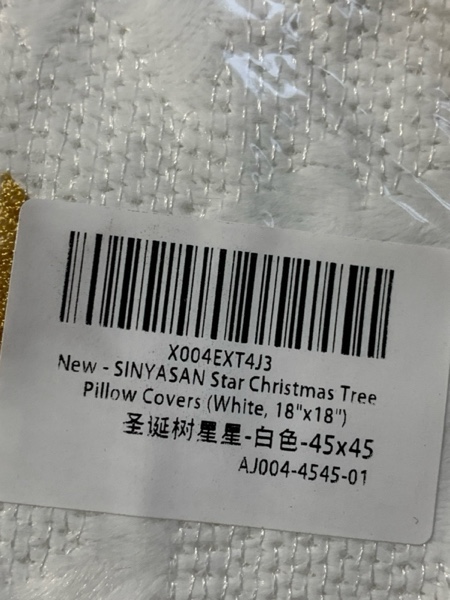 X004EXT4J3
New - SINYASAN Star Christmas Tree
Pillow Covers (White, 18"x18")
圣诞树星星-白色-45x45
AJ004-4545-01